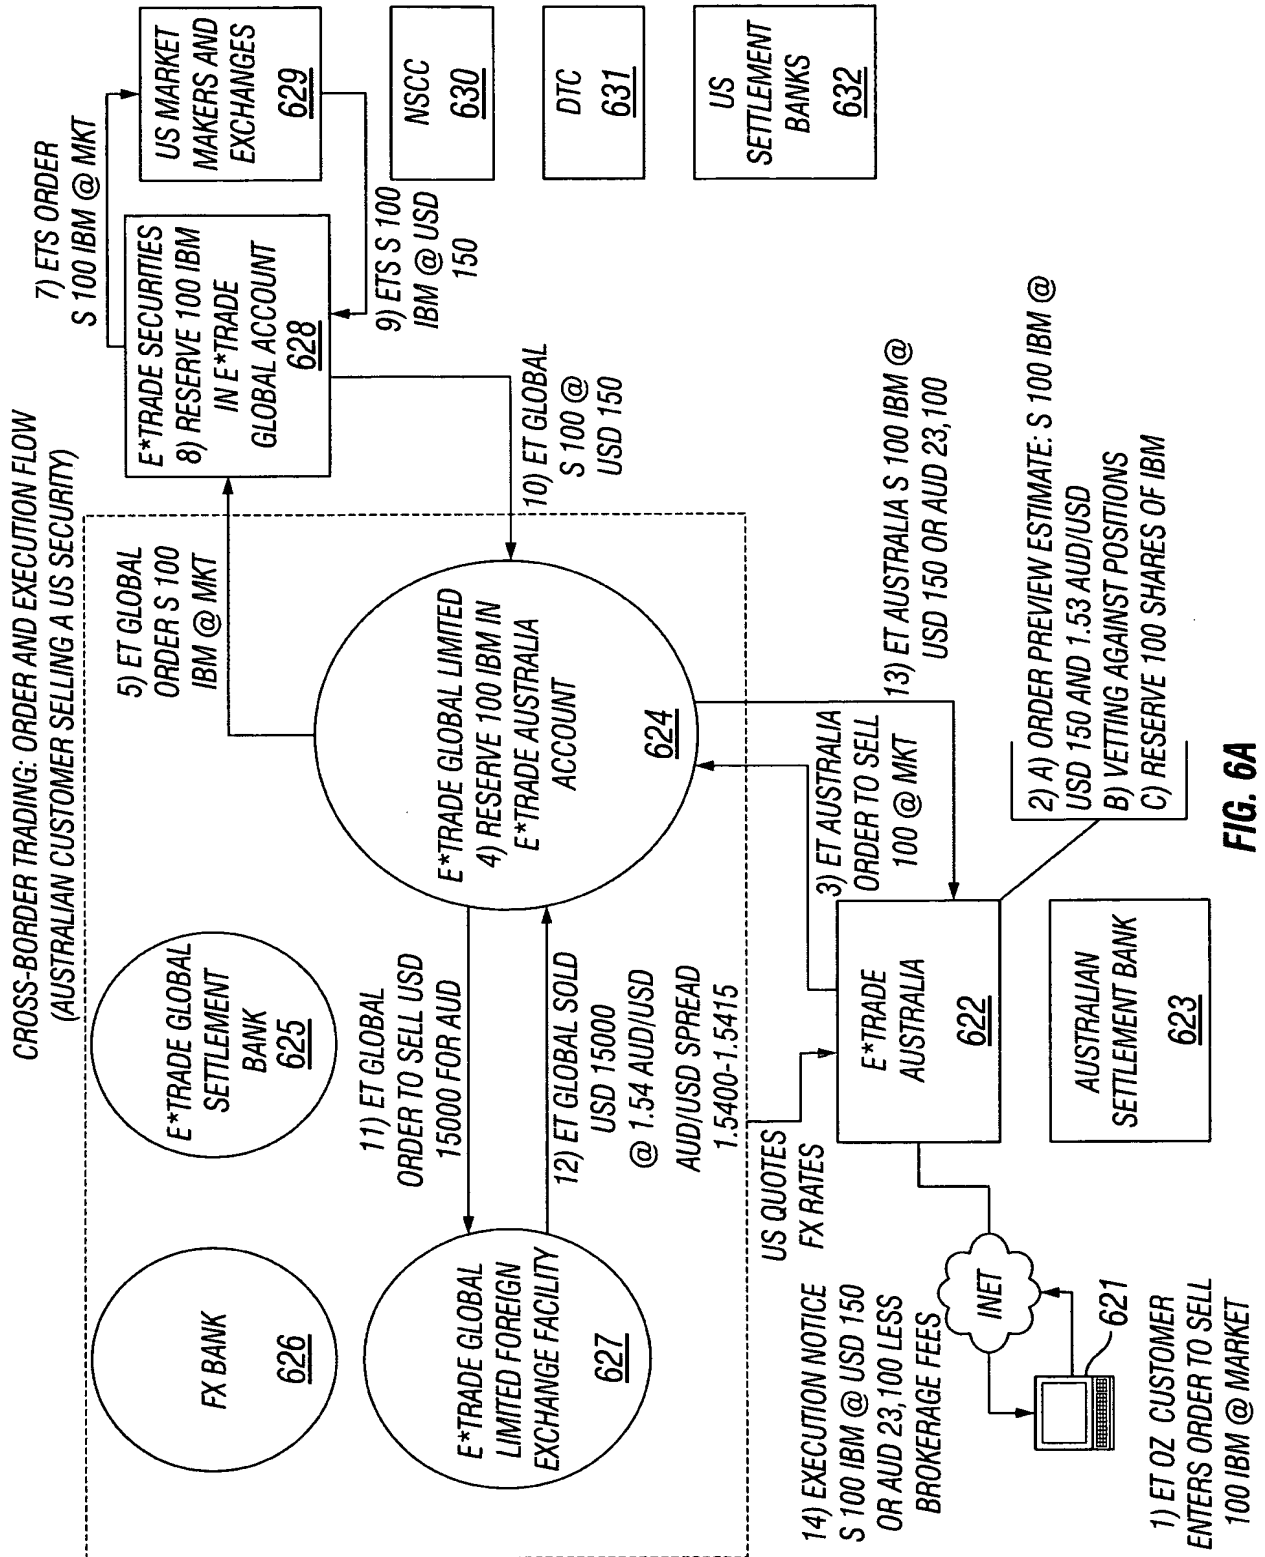 CROSS-BORDER TRADING: ORDER AND EXECUTION FLOW
(AUSTRALIAN CUSTOMER SELLING A US SECURITY)
FX BANK
626
E*TRADE GLOBAL
SETTLEMENT
BANK
625
5) ET GLOBAL
ORDER S 100
IBM @ MKT
7) ETS ORDER
S 100 IBM @ MKT
E*TRADE SECURITIES
8) RESERVE 100 IBM
IN E*TRADE
GLOBAL ACCOUNT
628
US MARKET
MAKERS AND
EXCHANGES
629
9) ETS S 100
IBM @ USD
150
NSCC
630
DTC
631
US
SETTLEMENT
BANKS
632
E*TRADE GLOBAL
LIMITED FOREIGN
EXCHANGE FACILITY
627
11) ET GLOBAL
ORDER TO SELL USD
15000 FOR AUD
12) ET GLOBAL SOLD
USD 15000
@ 1.54 AUD/USD
AUD/USD SPREAD
1.5400-1.5415
E*TRADE GLOBAL LIMITED
4) RESERVE 100 IBM IN
E*TRADE AUSTRALIA
ACCOUNT
624
10) ET GLOBAL
S 100 @
USD 150
US QUOTES
FX RATES
3) ET AUSTRALIA
ORDER TO SELL
100 @ MKT
13) ET AUSTRALIA S 100 IBM @
USD 150 OR AUD 23,100
14) EXECUTION NOTICE
S 100 IBM @ USD 150
OR AUD 23,100 LESS
BROKERAGE FEES
INET
621
1) ET OZ CUSTOMER
ENTERS ORDER TO SELL
100 IBM @ MARKET
E*TRADE
AUSTRALIA
622
AUSTRALIAN
SETTLEMENT BANK
623
2) A) ORDER PREVIEW ESTIMATE: S 100 IBM @
USD 150 AND 1.53 AUD/USD
B) VETTING AGAINST POSITIONS
C) RESERVE 100 SHARES OF IBM
FIG. 6A